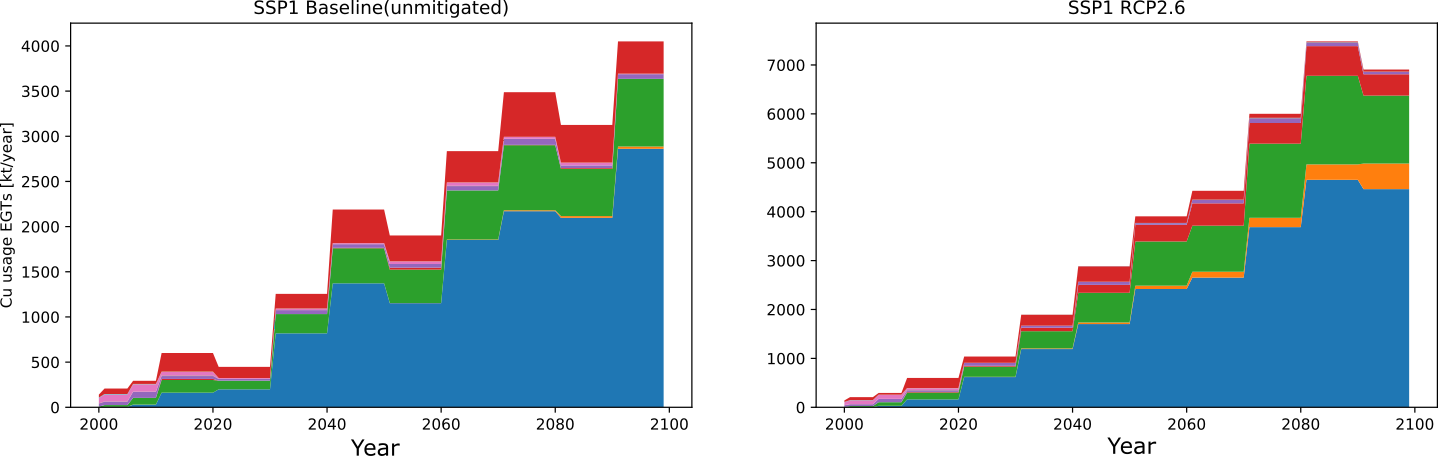 SSP1 Baseline(unmitigated)
Cu usage EGTs [kt/year]
4000
3500
3000
2500
2000
1500
1000
500
0
2000 2020 2040 2060 2080 2100
Year
SSP1 RCP2.6
7000
6000
5000
4000
3000
2000
1000
0
2000 2020 2040 2060 2080 2100
Year